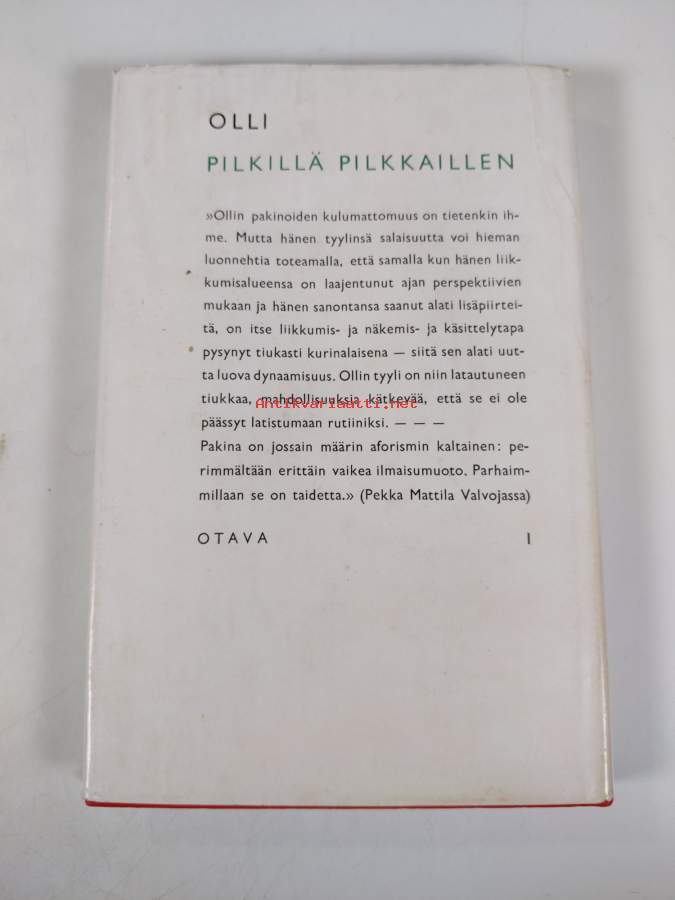 OLLI
PILKILLÄ PILKKAILLEN
»Ollin pakinoiden kulumattomuus on tietenkin ih-
me. Mutta hänen tyylinsä salaisuutta voi hieman
luonnehtia toteamalla, että samalla kun hänen liik-
kumisalueensa on laajentunut ajan perspektiivien
mukaan ja hänen sanontansa saanut alati lisäpiirtei-
tä, on itse liikkumis- ja näkemis- ja käsittelytapa
pysynyt tiukasti kurinalaisena — siitä sen alati uut-
ta luova dynaamisuus. Ollin tyyli on niin latautuneen
tiukkaa, mahdollisuuksia kätkevää, että se ei ole
Antikvariaatti.net
päässyt latistumaan rutiiniksi. — — —
Pakina on jossain määrin aforismin kaltainen: pe-
rimmältään erittäin vaikea ilmaisumuoto. Parhaim-
millaan se on taidetta.» (Pekka Mattila Valvojassa)
OTAVA I